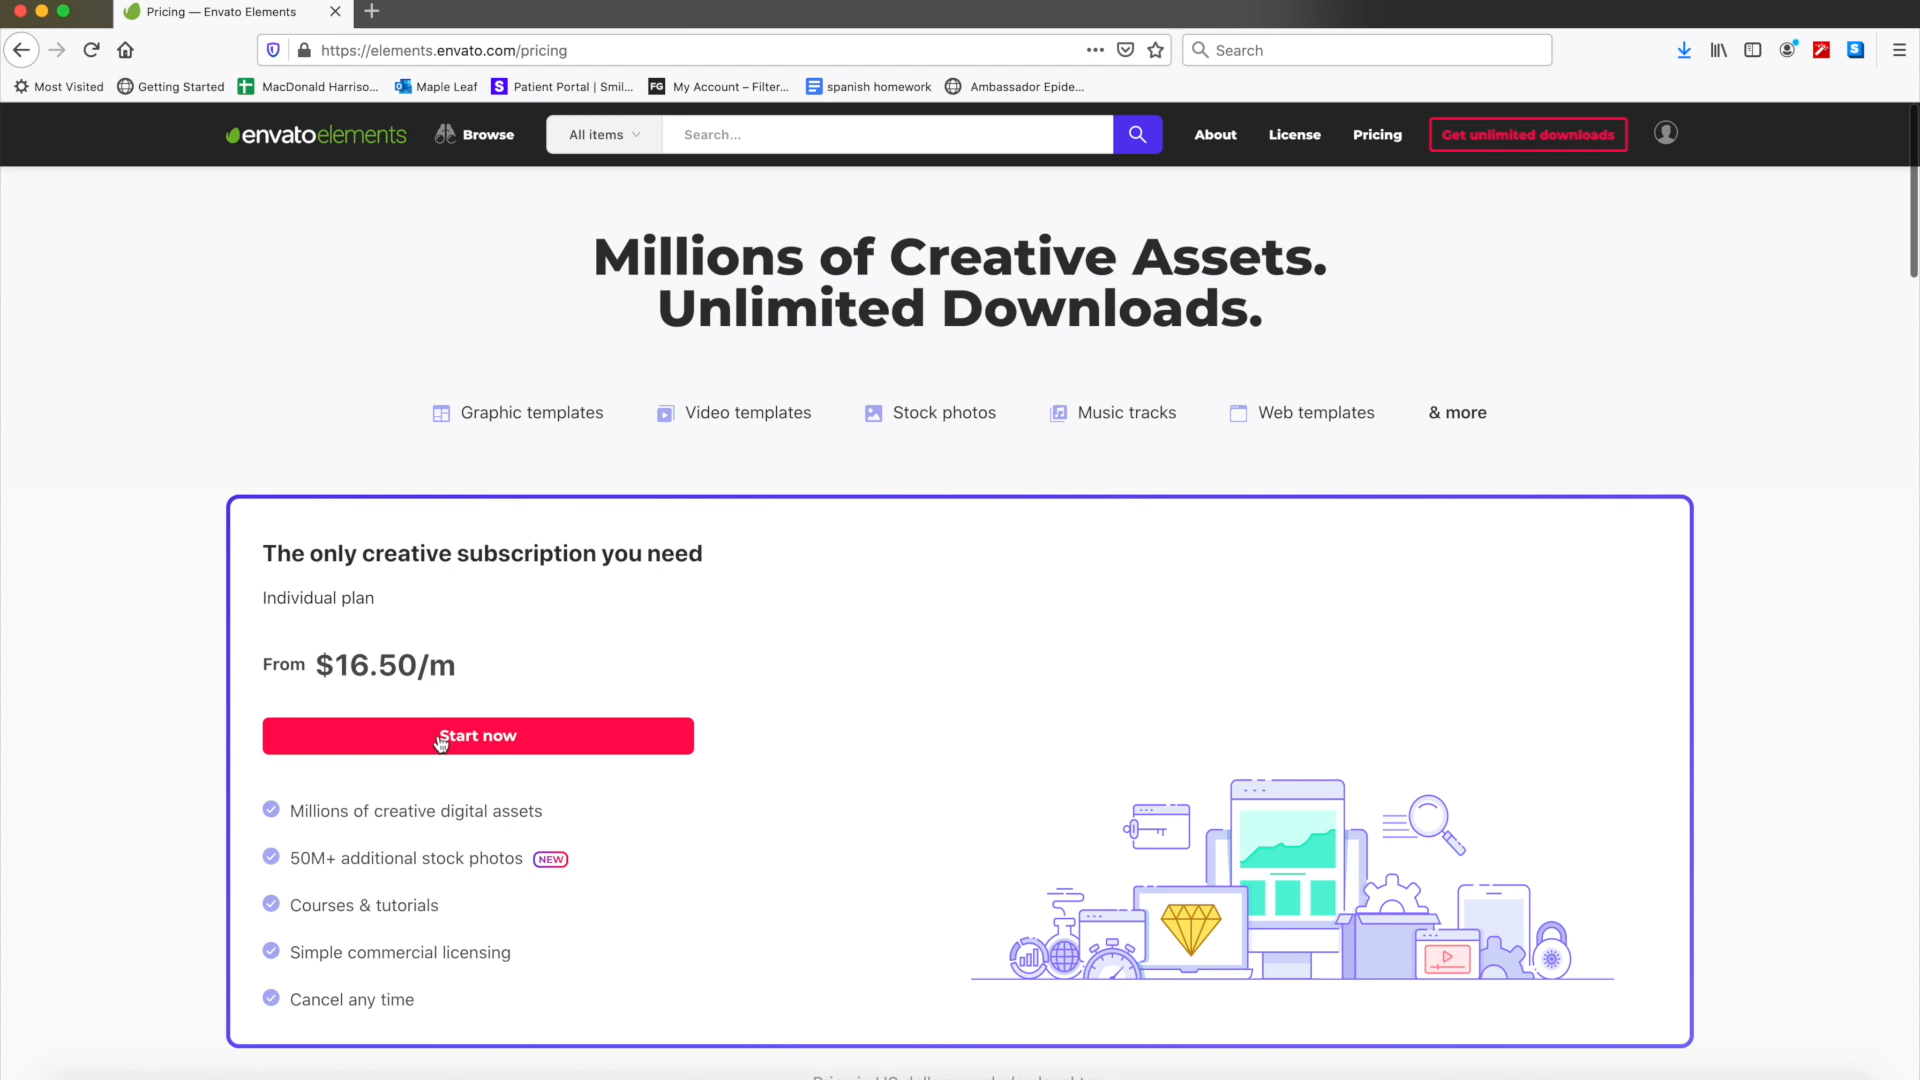 Pricing — Envato Elements
https://elements.envato.com/pricing
Search
Most Visited
Getting Started
MacDonald Harriso...
Maple Leaf
S
Patient Portal | Smil...
FG
My Account – Filter...
spanish homework
Ambassador Epide...
envatoelements
Browse
All items
Search...
About
License
Pricing
Get unlimited downloads
Millions of Creative Assets.
Unlimited Downloads.
Graphic templates
Video templates
Stock photos
Music tracks
Web templates
& more
The only creative subscription you need
Individual plan
From $16.50/m
Start now
Millions of creative digital assets
50M+ additional stock photos NEW
Courses & tutorials
Simple commercial licensing
Cancel any time